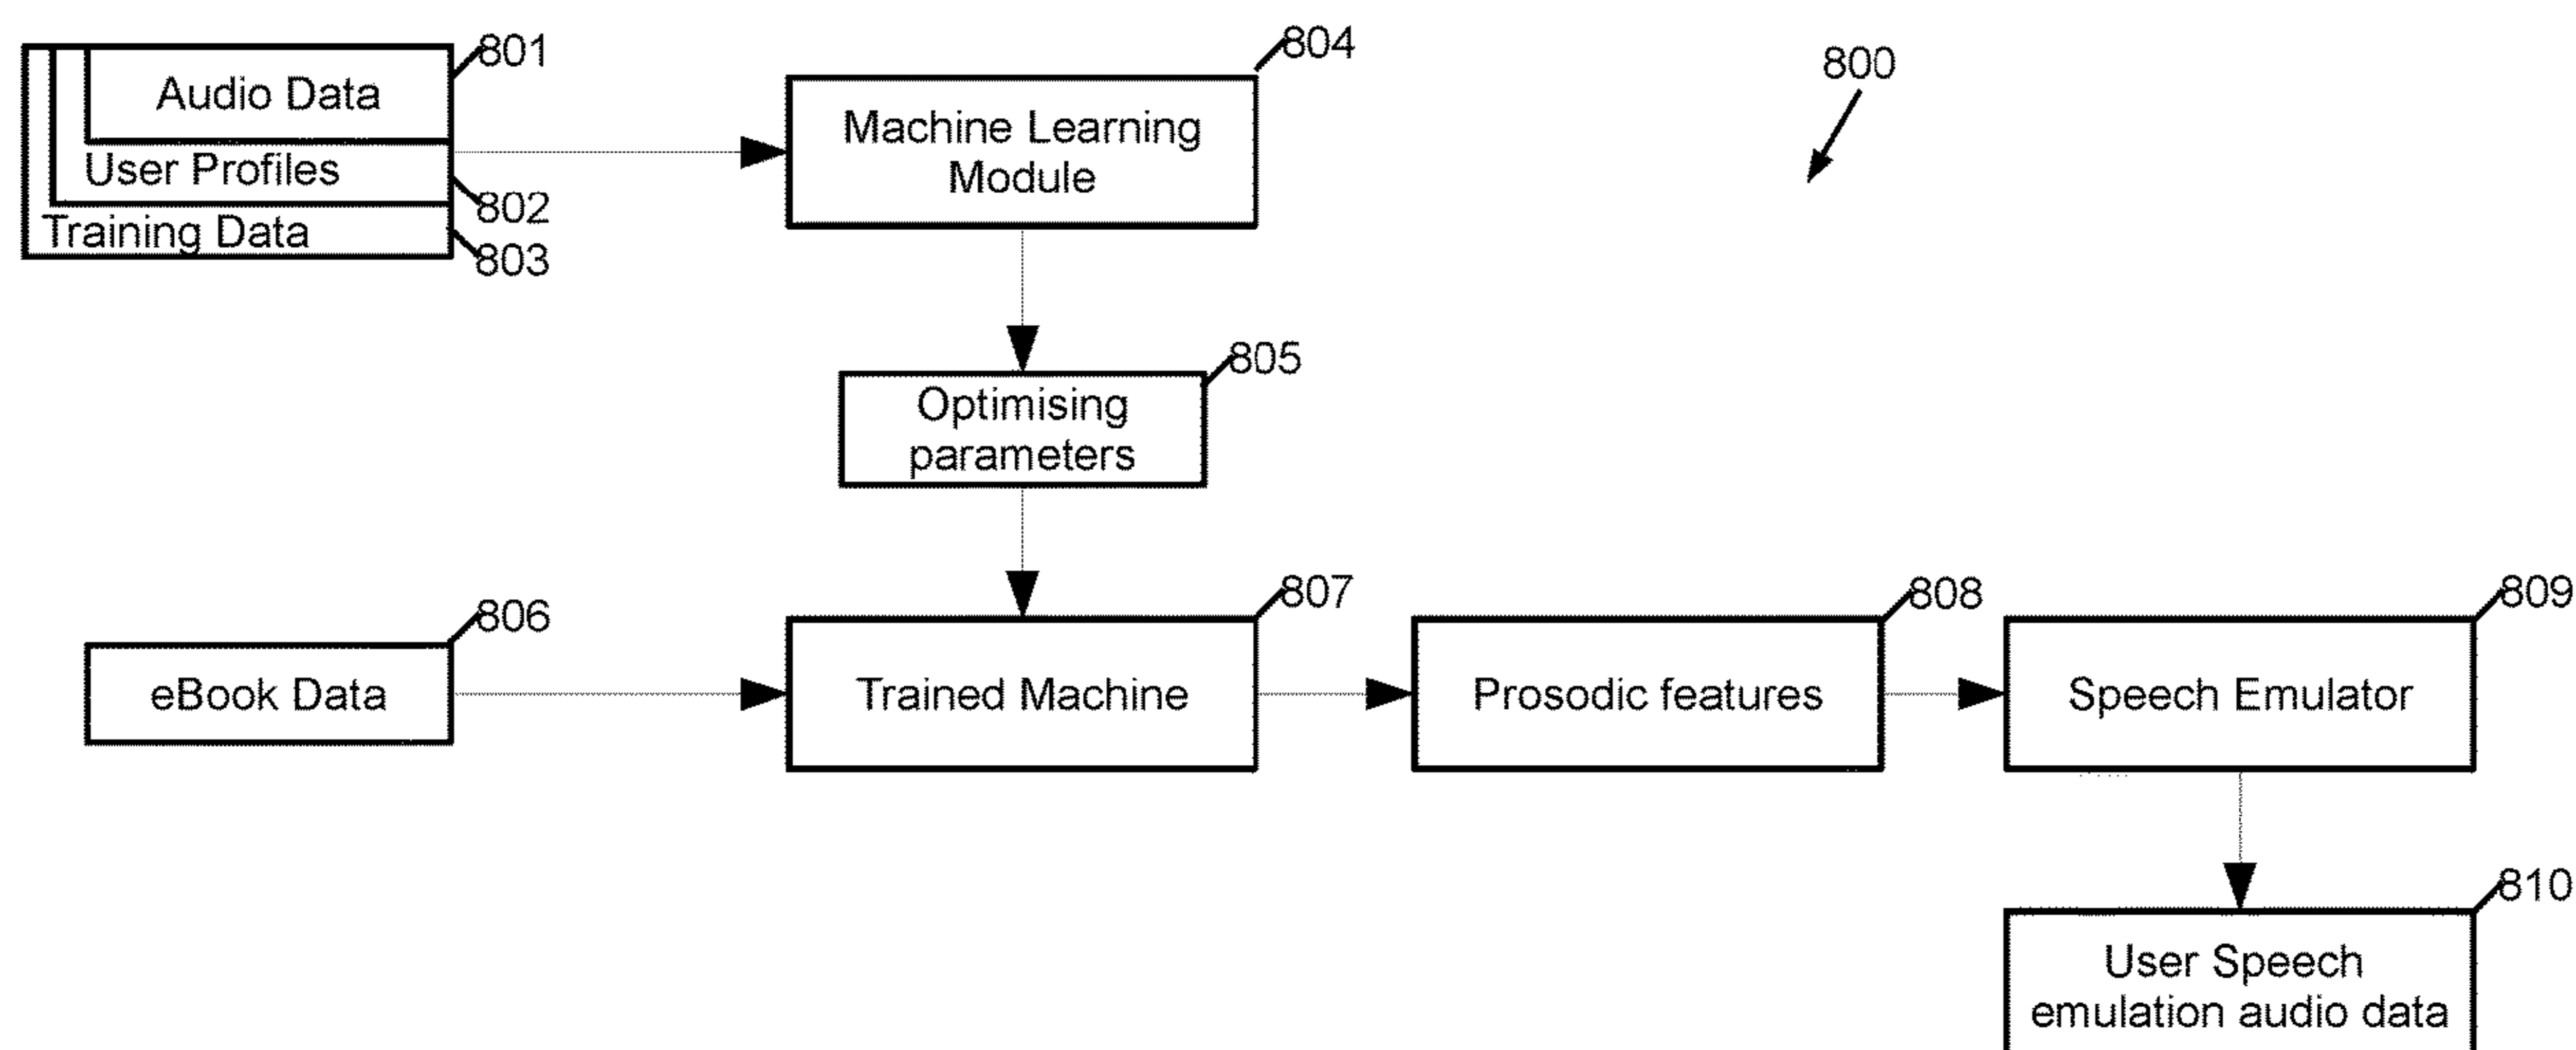 801
Audio Data
User Profiles
802
Training Data
803
804
Machine Learning
Module
800
805
Optimising
parameters
806
eBook Data
807
Trained Machine
808
Prosodic features
809
Speech Emulator
810
User Speech
emulation audio data